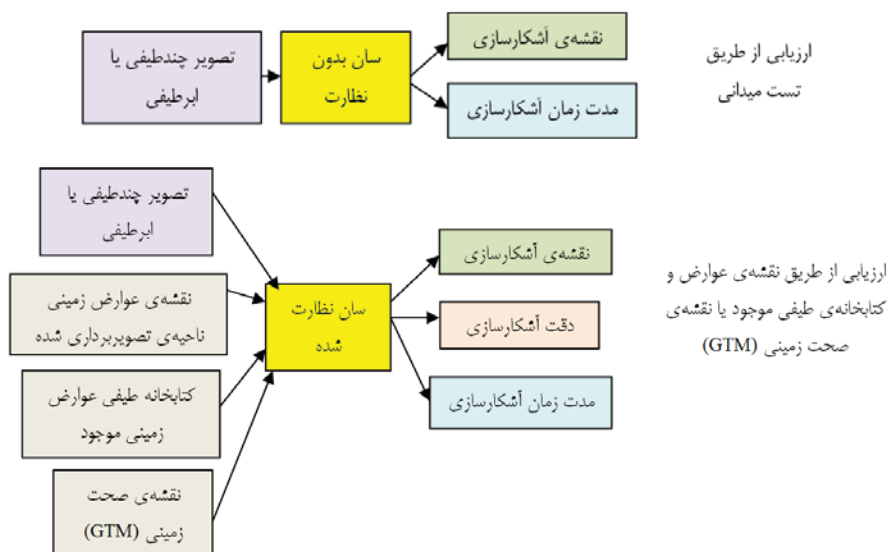 نقشه‌ی آشکارسازی
ارزیابی از طریق
تست میدانی
سان بدون
نظارت
تصویر چندطیفی یا
ابرطیفی
مدت زمان آشکارسازی
تصویر چندطیفی یا
ابرطیفی
نقشه‌ی آشکارسازی
ارزیابی از طریق نقشه‌ی عوارض و
کتابخانه‌ی طیفی موجود یا نقشه‌ی
صحت زمینی (GTM)
نقشه‌ی عوارض زمینی
ناحیه‌ی تصویربرداری شده
سان نظارت
شده
دقت آشکارسازی
کتابخانه طیفی عوارض
زمینی موجود
مدت زمان آشکارسازی
نقشه‌ی صحت
زمینی (GTM)